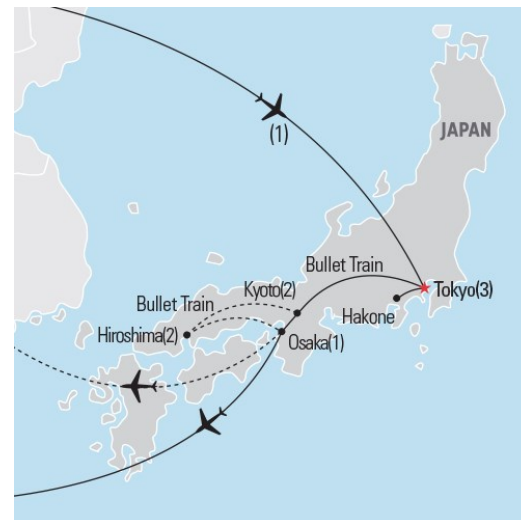 (1)
JAPAN
Bullet Train
Tokyo(3)
Kyoto(2)
Hakone
Bullet Train
Hiroshima(2)
Osaka(1)